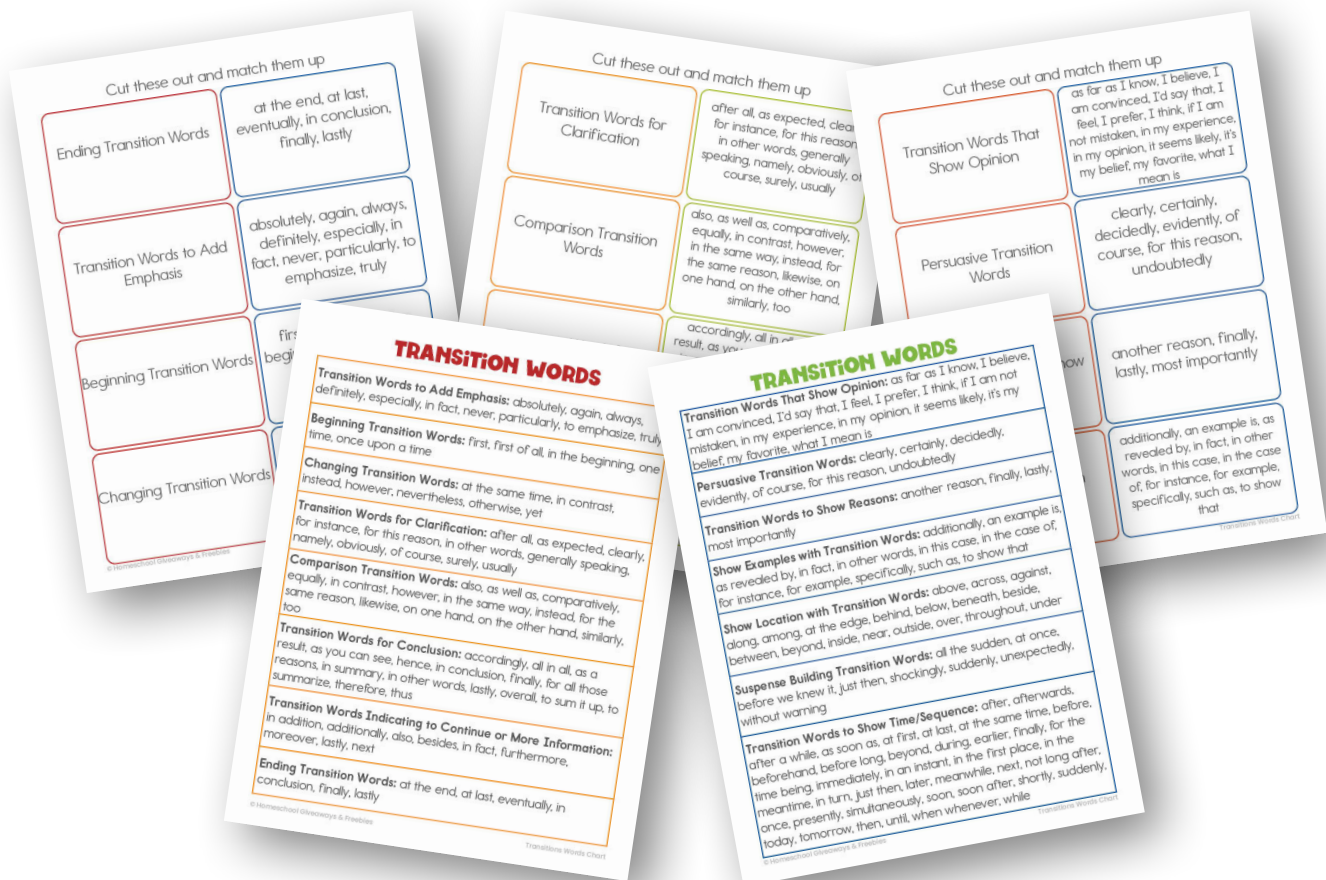 Cut these out and match them up
Ending Transition Words
at the end, at last,
eventually, in conclusion,
finally, lastly
Transition Words to Add
Emphasis
absolutely, again, always,
definitely, especially, in
fact, never, particularly, to
emphasize, truly
Beginning Transition Words
Changing Transition Words
© Homeschool Giveaways & Freebies
Cut these out and match them up
Transition Words for
Clarification
after all, as expected,
for instance, for this reason
in other words, generally
speaking, namely, obviously,
course, surely, usually
Comparison Transition
Words
also, as well as, comparatively,
equally, in contrast, however,
in the same way, instead, for
the same reason, likewise, on
one hand, on the other hand,
similarly, too
accordingly, all in
result, as you
Cut these out and match them up
Transition Words That
Show Opinion
as far as I know, I believe, I
am convinced, I'd say that, I
feel, I prefer, I think, if I am
not mistaken, in my experience,
in my opinion, it seems likely, it's
my belief, my favorite, what I
mean is
Persuasive Transition
Words
clearly, certainly,
decidedly, evidently, of
course, for this reason,
undoubtedly
another reason, finally,
lastly, most importantly
additionally, an example is, as
revealed by, in fact, in other
words, in this case, in the case
of, for instance, for example,
specifically, such as, to show
that
Transitions Words Chart
TRANSITION WORDS
Transition Words to Add Emphasis: absolutely, again, always,
definitely, especially, in fact, never, particularly, to emphasize, truly
Beginning Transition Words: first, first of all, in the beginning, one
time, once upon a time
Changing Transition Words: at the same time, in contrast,
instead, however, nevertheless, otherwise, yet
Transition Words for Clarification: after all, as expected, clearly,
for instance, for this reason, in other words, generally speaking,
namely, obviously, of course, surely, usually
Comparison Transition Words: also, as well as, comparatively,
equally, in contrast, however, in the same way, instead, for the
same reason, likewise, on one hand, on the other hand, similarly,
too
Transition Words for Conclusion: accordingly, all in all, as a
result, as you can see, hence, in conclusion, finally, for all those
reasons, in summary, in other words, lastly, overall, to sum it up, to
summarize, therefore, thus
Transition Words Indicating to Continue or More Information:
in addition, additionally, also, besides, in fact, furthermore,
moreover, lastly, next
Ending Transition Words: at the end, at last, eventually, in
conclusion, finally, lastly
© Homeschool Giveaways & Freebies
Transitions Words Chart
TRANSITION WORDS
Transition Words That Show Opinion: as far as I know, I believe,
I am convinced, I'd say that, I feel, I prefer, I think, if I am not
mistaken, in my experience, in my opinion, it seems likely, it's my
belief, my favorite, what I mean is
Persuasive Transition Words: clearly, certainly, decidedly,
evidently, of course, for this reason, undoubtedly
Transition Words to Show Reasons: another reason, finally, lastly,
most importantly
Show Examples with Transition Words: additionally, an example is,
as revealed by, in fact, in other words, in this case, in the case of,
for instance, for example, specifically, such as, to show that
Show Location with Transition Words: above, across, against,
along, among, at the edge, behind, below, beneath, beside,
between, beyond, inside, near, outside, over, throughout, under
Suspense Building Transition Words: all the sudden, at once,
before we knew it, just then, shockingly, suddenly, unexpectedly,
without warning
Transition Words to Show Time/Sequence: after, afterwards,
after a while, as soon as, at first, at last, at the same time, before,
beforehand, before long, beyond, during, earlier, finally, for the
time being, immediately, in an instant, in the first place, in the
meantime, in turn, just then, later, meanwhile, next, not long after,
once, presently, simultaneously, soon, soon after, shortly, suddenly,
today, tomorrow, then, until, when whenever, while
© Homeschool Giveaways & Freebies
Transitions Words Chart